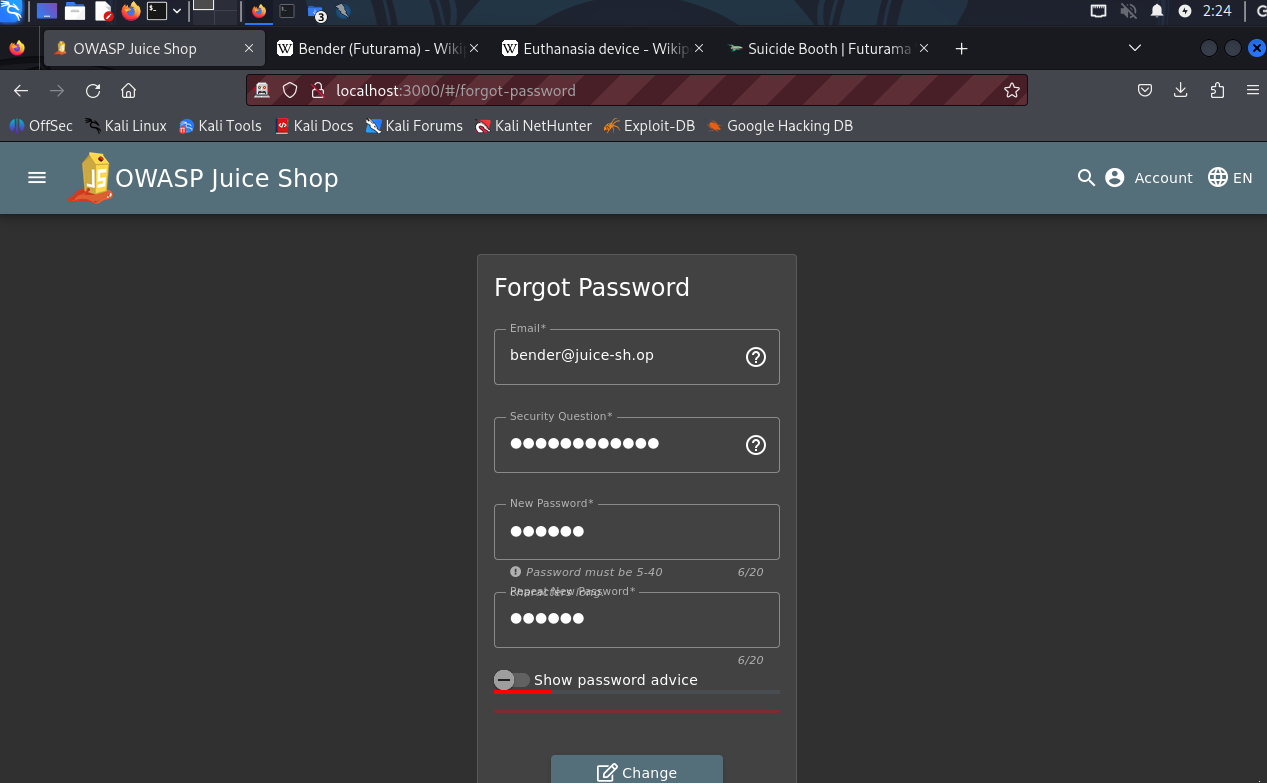 3
2:24
OWASP Juice Shop
Bender (Futurama) - Wiki
Euthanasia device - Wikip
Suicide Booth | Futurama
localhost:3000/#/forgot-password
OffSec
Kali Linux
Kali Tools
Kali Docs
Kali Forums
Kali NetHunter
Exploit-DB
Google Hacking DB
OWASP Juice Shop
Account
EN
Forgot Password
Email*
bender@juice-sh.op
Security Question*
New Password*
Password must be 5-40
6/20
characters long.
Repeat New Password*
6/20
Show password advice
Change